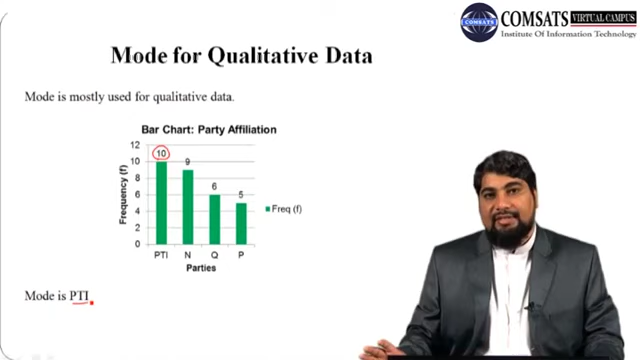 COMSATS VIRTUAL CAMPUS
Institute Of Information Technology
COMSATS
Mode for Qualitative Data
Mode is mostly used for qualitative data.
Bar Chart: Party Affiliation
Frequency (f)
12
10
8
6
4
2
0
10
9
6
5
PTI N Q P
Parties
Freq (f)
Mode is PTI.